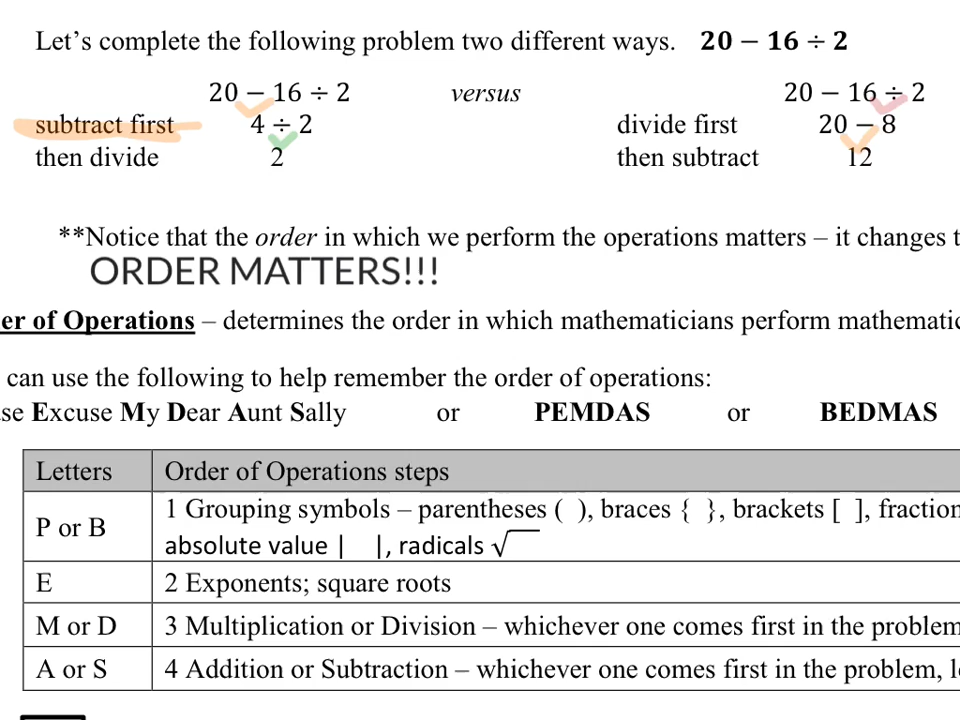 Let’s complete the following problem two different ways. 20 − 16 ÷ 2
20 − 16 ÷ 2 versus 20 − 16 ÷ 2
subtract first 4 ÷ 2 divide first 20 − 8
then divide 2 then subtract 12
**Notice that the order in which we perform the operations matters – it changes t
ORDER MATTERS!!!
er of Operations – determines the order in which mathematicians perform mathematic
can use the following to help remember the order of operations:
se Excuse My Dear Aunt Sally or PEMDAS or BEDMAS
Letters Order of Operations steps
P or B 1 Grouping symbols – parentheses ( ), braces { }, brackets [ ], fraction
absolute value | |, radicals √
E 2 Exponents; square roots
M or D 3 Multiplication or Division – whichever one comes first in the problem
A or S 4 Addition or Subtraction – whichever one comes first in the problem, l